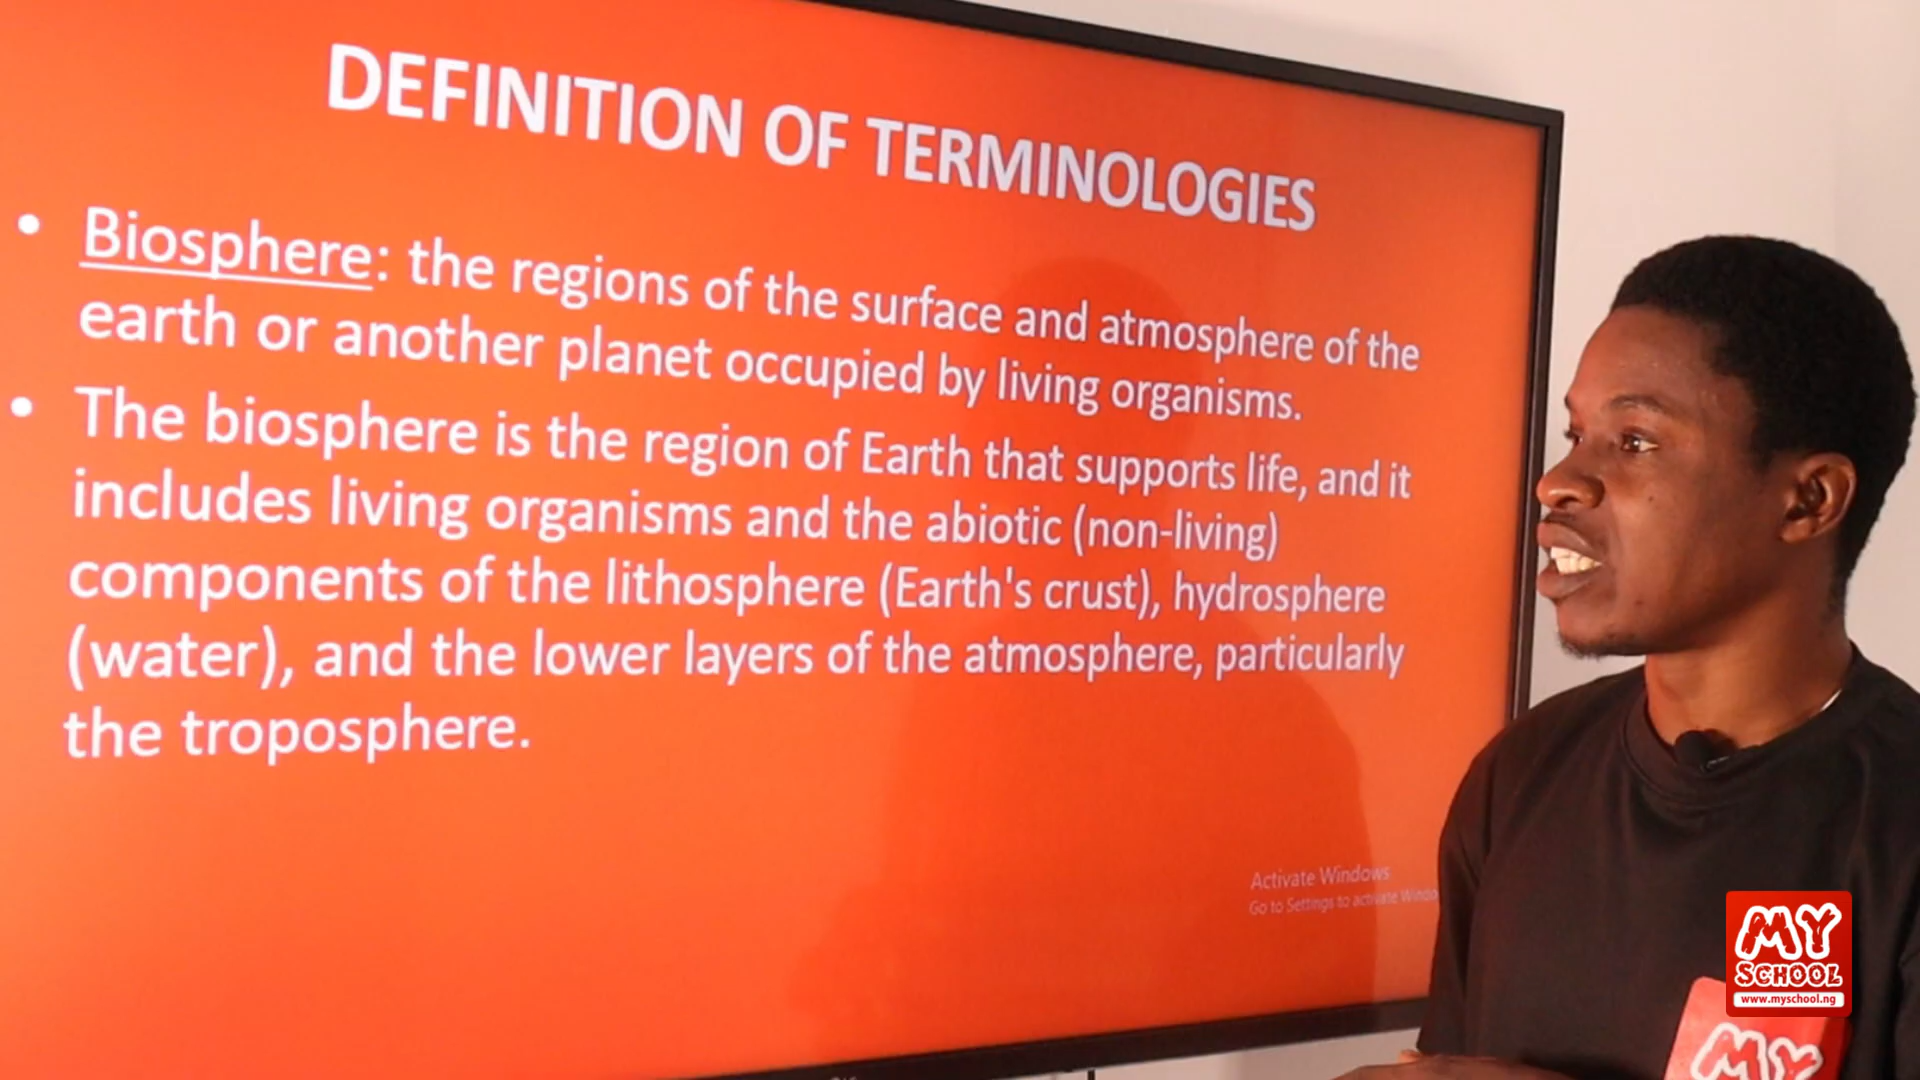 DEFINITION OF TERMINOLOGIES
• Biosphere: the regions of the surface and atmosphere of the
earth or another planet occupied by living organisms.
• The biosphere is the region of Earth that supports life, and it
includes living organisms and the abiotic (non-living)
components of the lithosphere (Earth's crust), hydrosphere
(water), and the lower layers of the atmosphere, particularly
the troposphere.
Activate Windows
Go to Settings to activate Windo
MY
SCHOOL
www.myschool.ng
MY